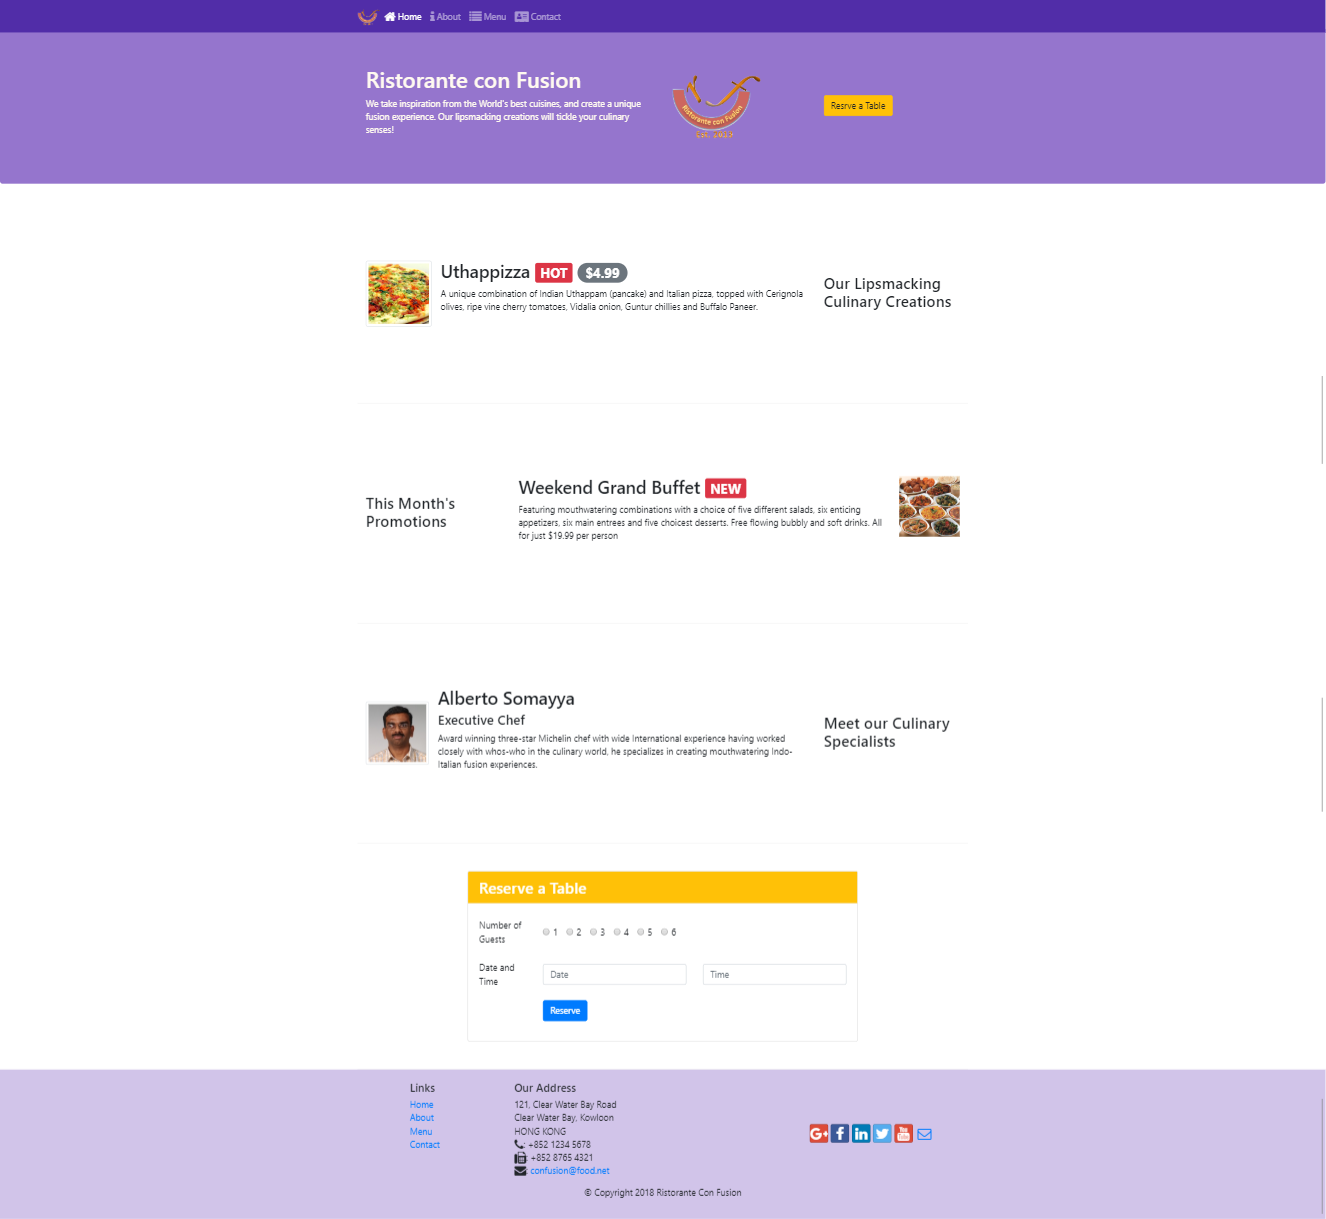 Home About Menu Contact
Ristorante con Fusion
We take inspiration from the World's best cuisines, and create a unique
fusion experience. Our lipsmacking creations will tickle your culinary
senses!
Ristorante con Fusion
Est. 2025
Resrve a Table
Uthappizza HOT $4.99
A unique combination of Indian Uthappam (pancake) and Italian pizza, topped with Cerignola
olives, ripe vine cherry tomatoes, Vidalia onion, Guntur chillies and Buffalo Paneer.
Our Lipsmacking
Culinary Creations
This Month's
Promotions
Weekend Grand Buffet NEW
Featuring mouthwatering combinations with a choice of five different salads, six enticing
appetizers, six main entrees and five choicest desserts. Free flowing bubbly and soft drinks. All
for just $19.99 per person
Alberto Somayya
Executive Chef
Award winning three-star Michelin chef with wide International experience having worked
closely with whos-who in the culinary world, he specializes in creating mouthwatering Indo-
Italian fusion experiences.
Meet our Culinary
Specialists
Reserve a Table
Number of
Guests
1 2 3 4 5 6
Date and
Time
Date
Time
Reserve
Links
Home
About
Menu
Contact
Our Address
121, Clear Water Bay Road
Clear Water Bay, Kowloon
HONG KONG
: +852 1234 5678
: +852 8765 4321
: confusion@food.net
G+ f in You Tube
© Copyright 2018 Ristorante Con Fusion